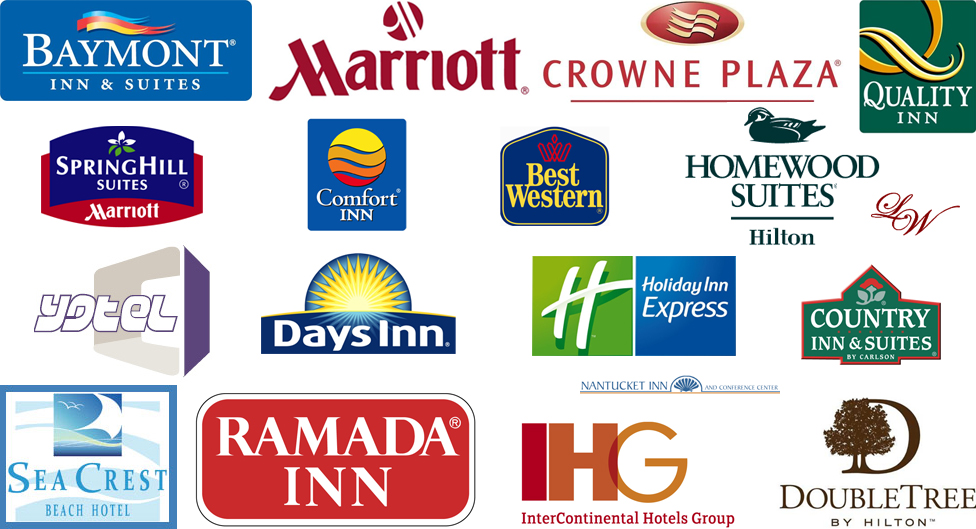 BAYMONT®
INN & SUITES
Marriott®
CROWNE PLAZA®
QUALITY
INN
SPRINGHILL
SUITES ®
Marriott
Comfort®
INN
Best
Western®
HOMEWOOD
SUITES®
Hilton
LW
YOTEL
Days Inn®
H™
Holiday Inn
Express
COUNTRY
INN & SUITES
BY CARLSON®
NANTUCKET INN AND CONFERENCE CENTER
SEA CREST
BEACH HOTEL
RAMADA®
INN
IHG
InterContinental Hotels Group
D
DOUBLETREE
BY HILTON™